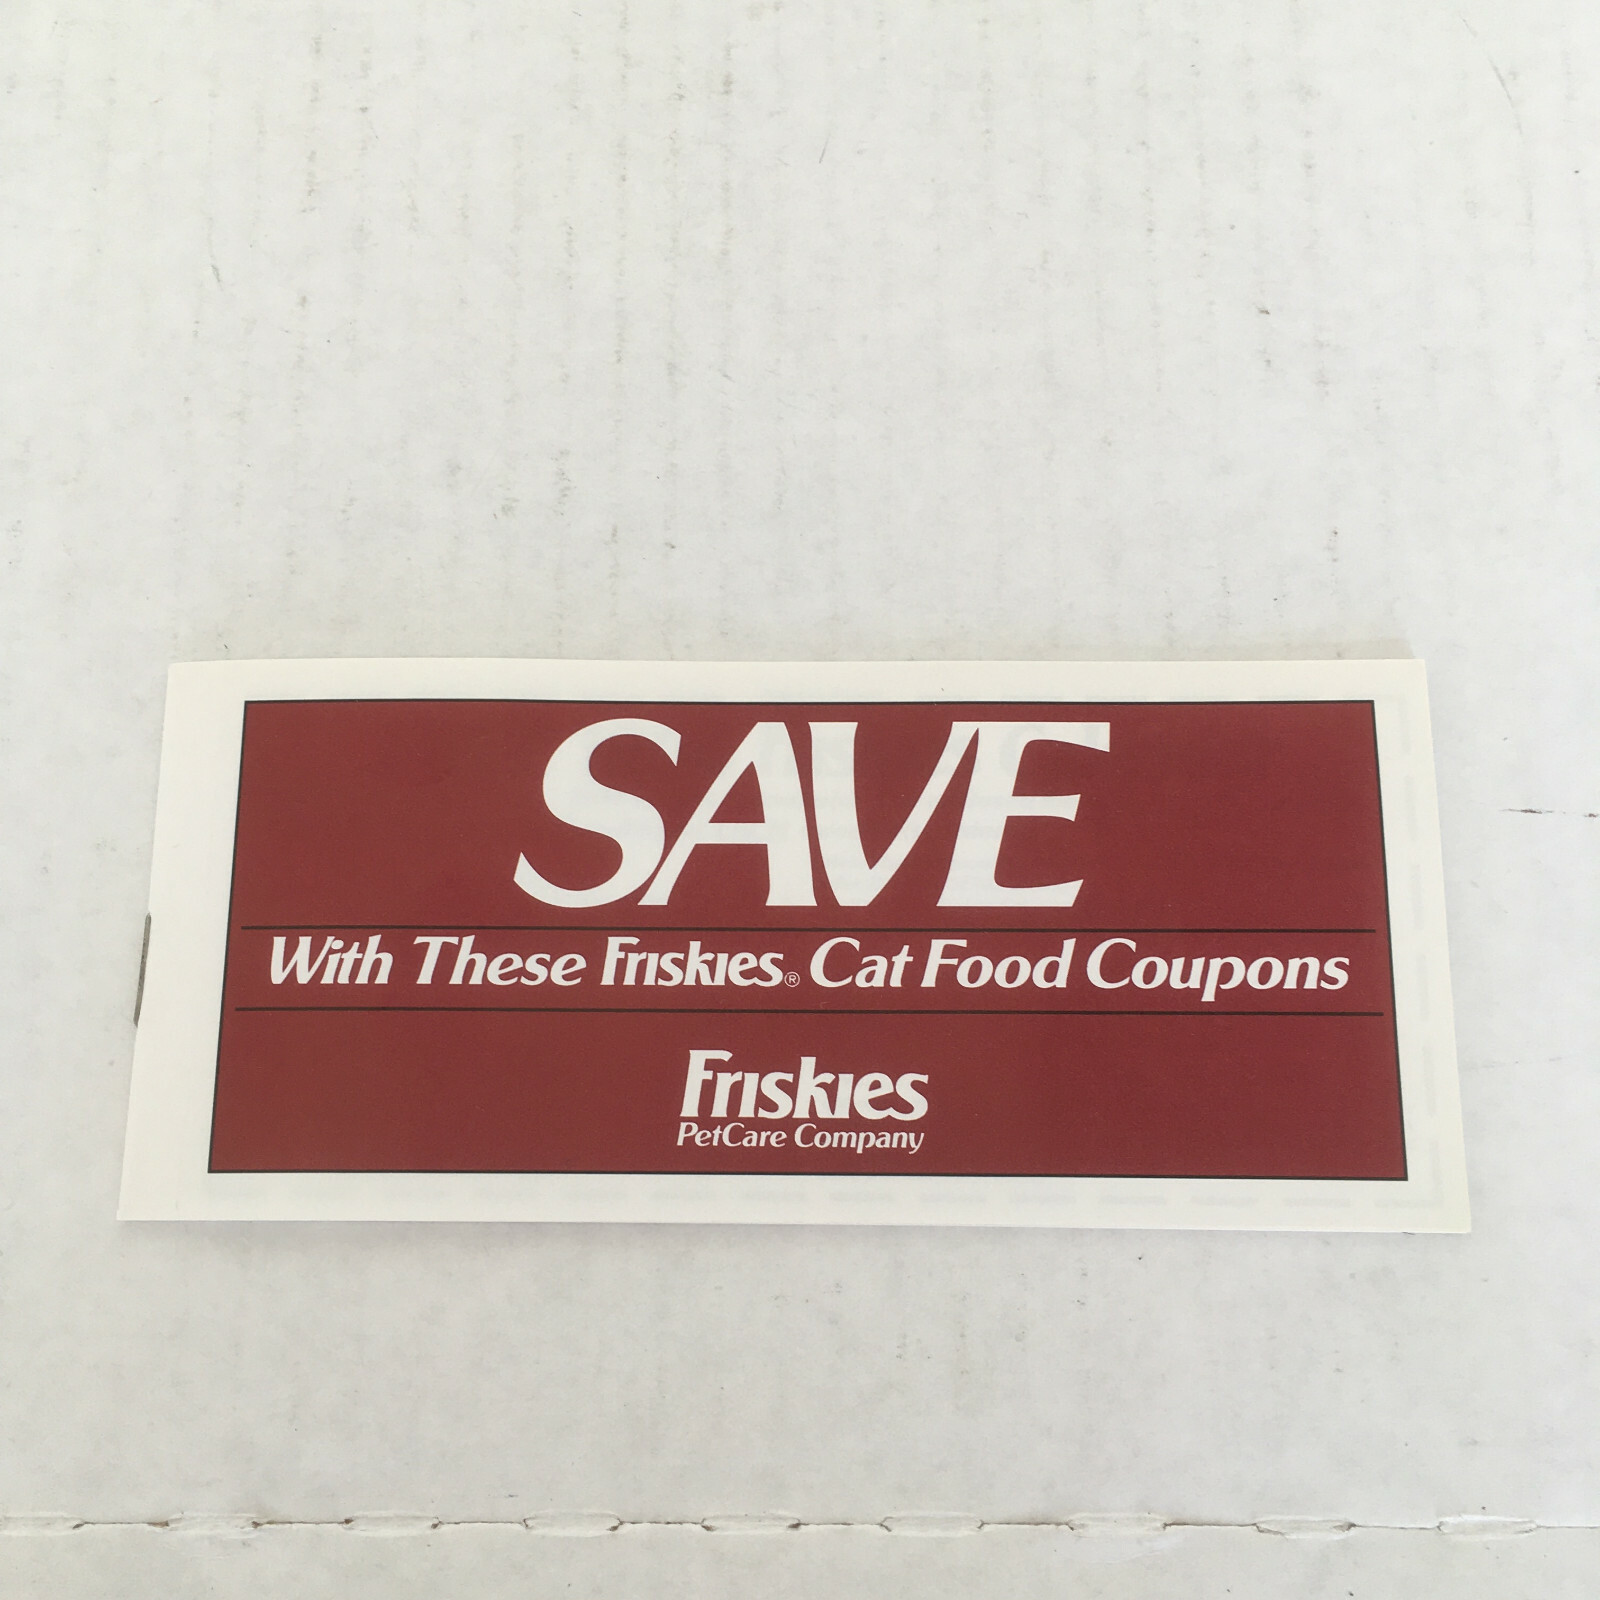 SAVE
With These Friskies® Cat Food Coupons
Friskies
PetCare Company